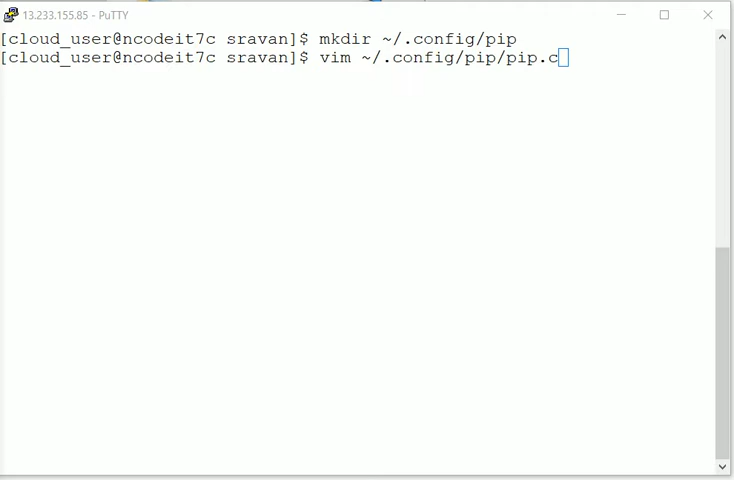 13.233.155.85 - PuTTY
[cloud_user@ncodeit7c sravan]$ mkdir ~/.config/pip
[cloud_user@ncodeit7c sravan]$ vim ~/.config/pip/pip.c